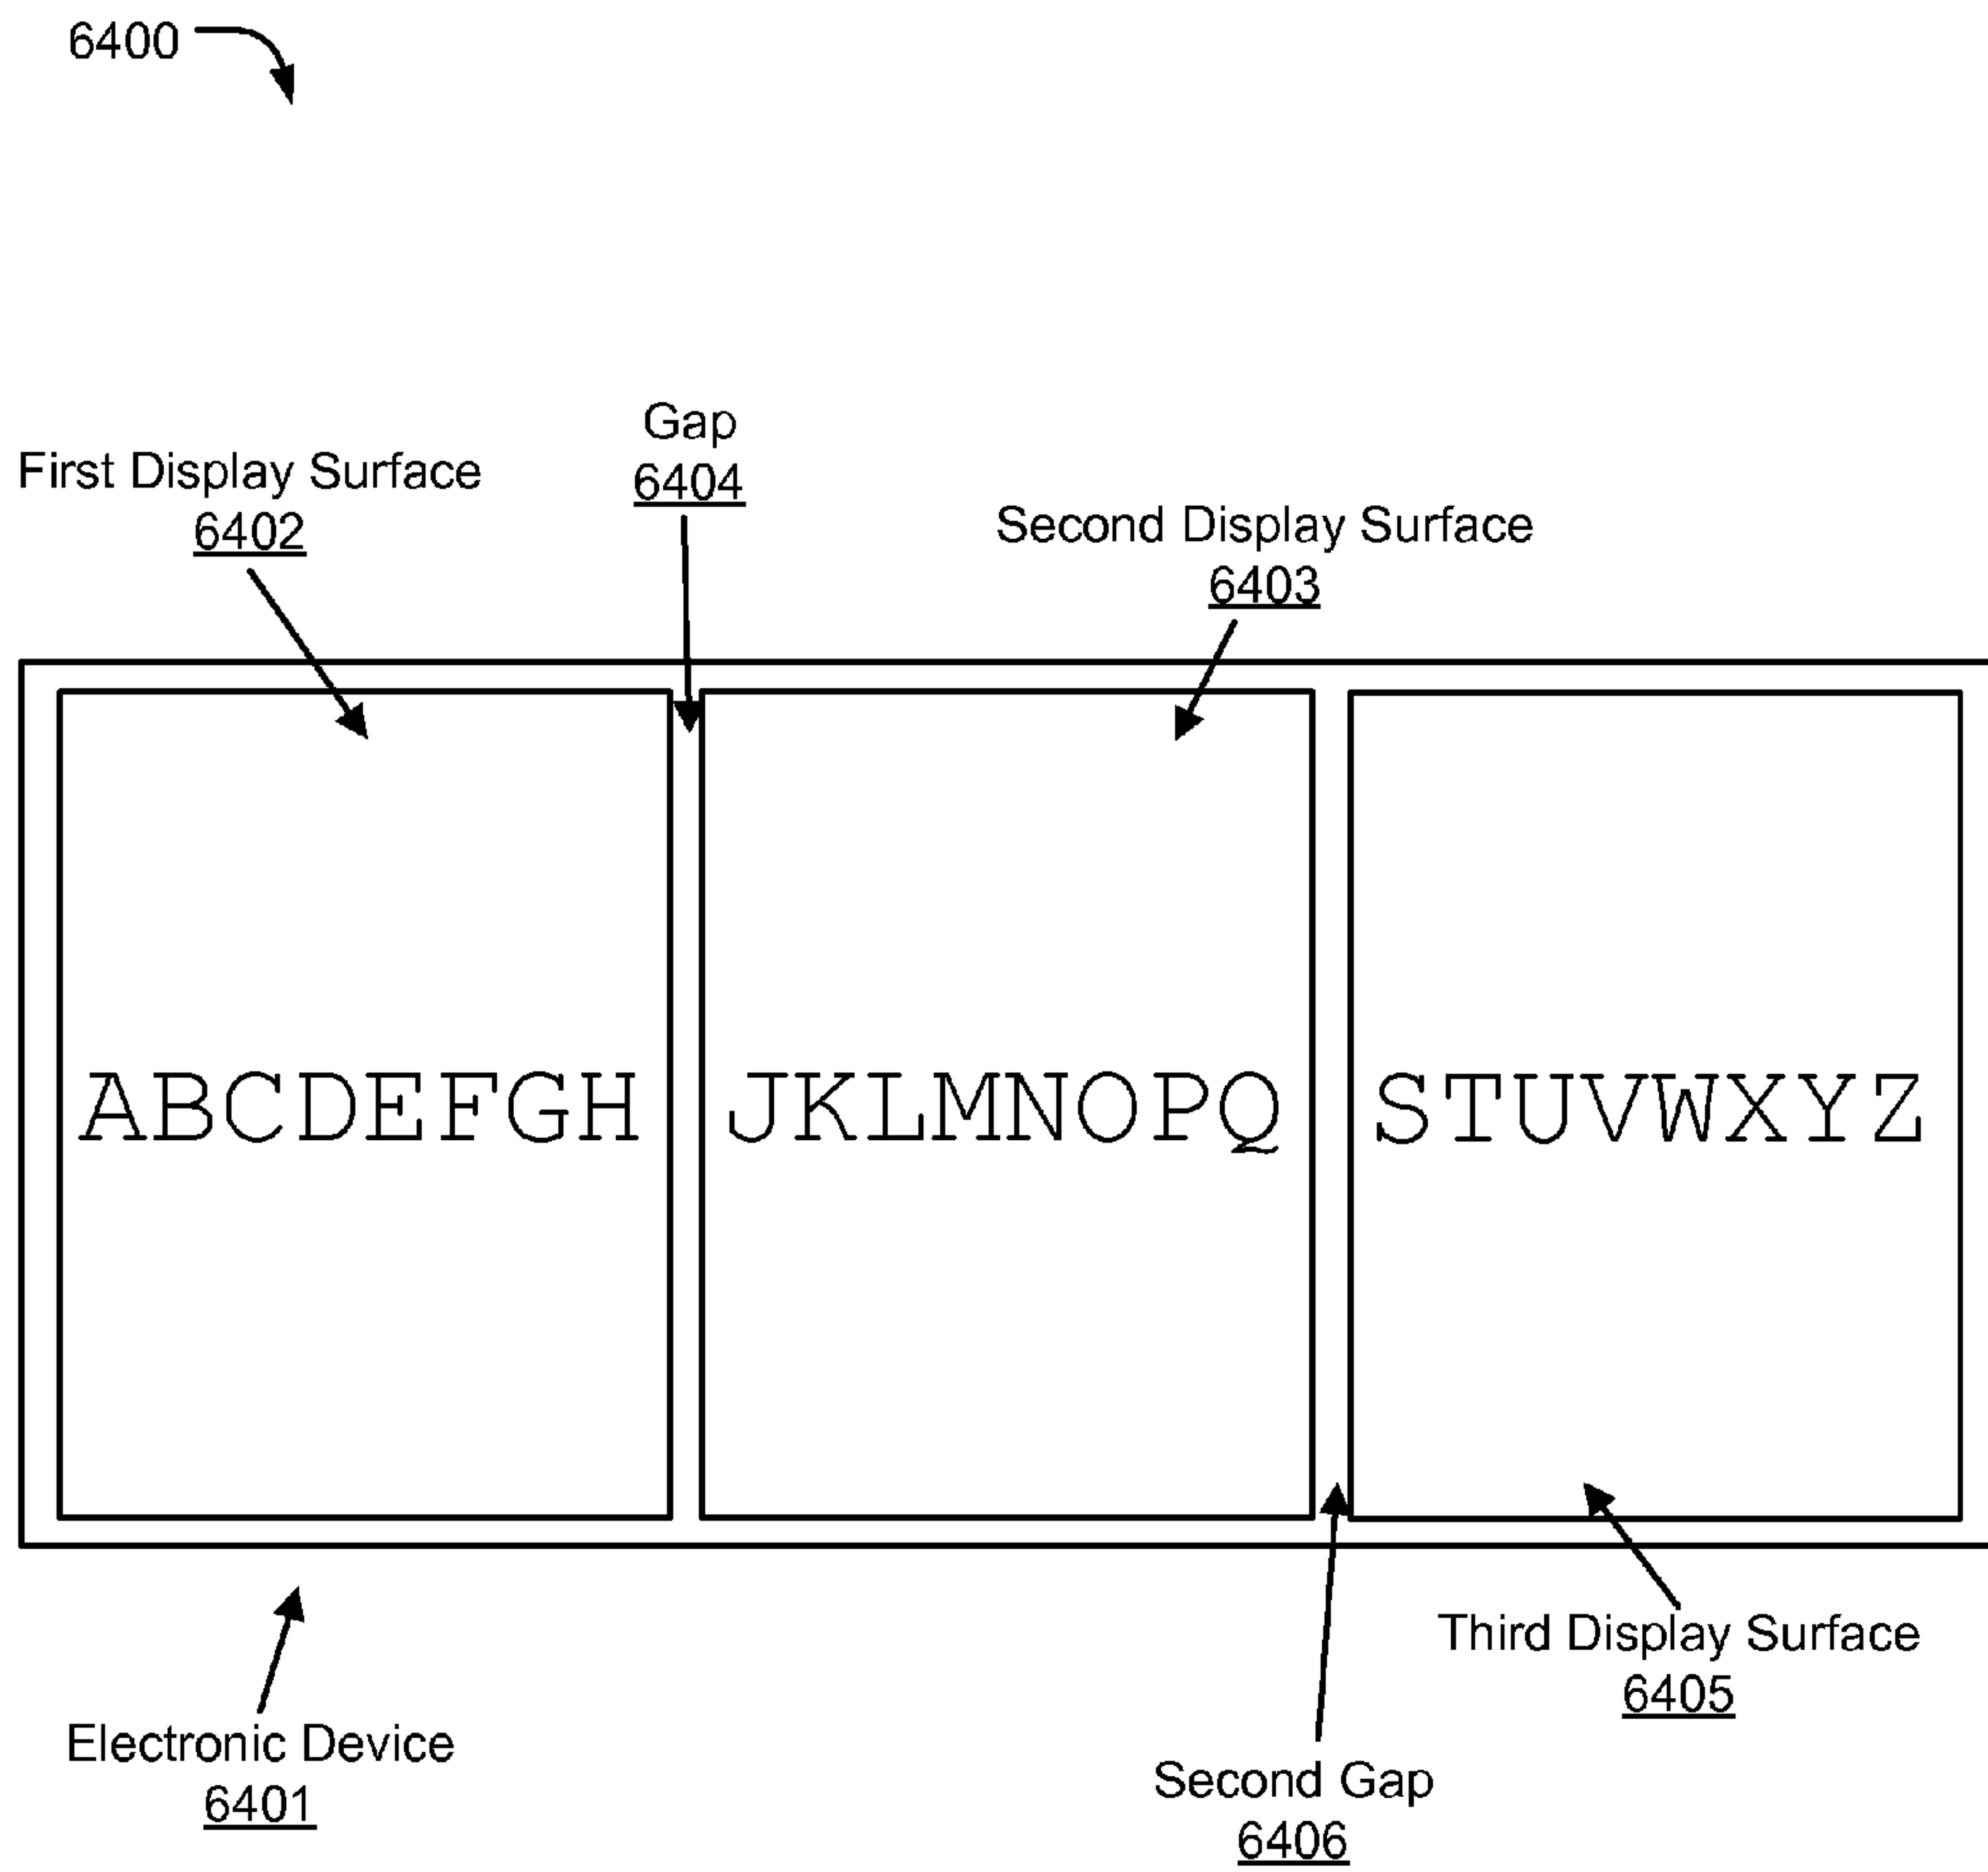 6400
Gap
6404
First Display Surface
6402
Second Display Surface
6403
ABCDEFGH
JKLMNOPQ
STUVWXYZ
Third Display Surface
6405
Electronic Device
6401
Second Gap
6406